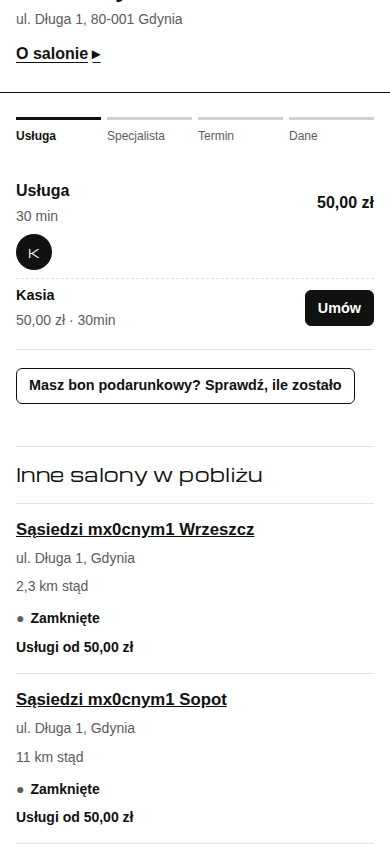 ul. Długa 1, 80-001 Gdynia
O salonie ▸
Usługa Specjalista Termin Dane
Usługa
50,00 zł
30 min
K
Kasia
50,00 zł · 30min
Umów
Masz bon podarunkowy? Sprawdź, ile zostało
Inne salony w pobliżu
Sąsiedzi mx0cnym1 Wrzeszcz
ul. Długa 1, Gdynia
2,3 km stąd
● Zamknięte
Usługi od 50,00 zł
Sąsiedzi mx0cnym1 Sopot
ul. Długa 1, Gdynia
11 km stąd
● Zamknięte
Usługi od 50,00 zł